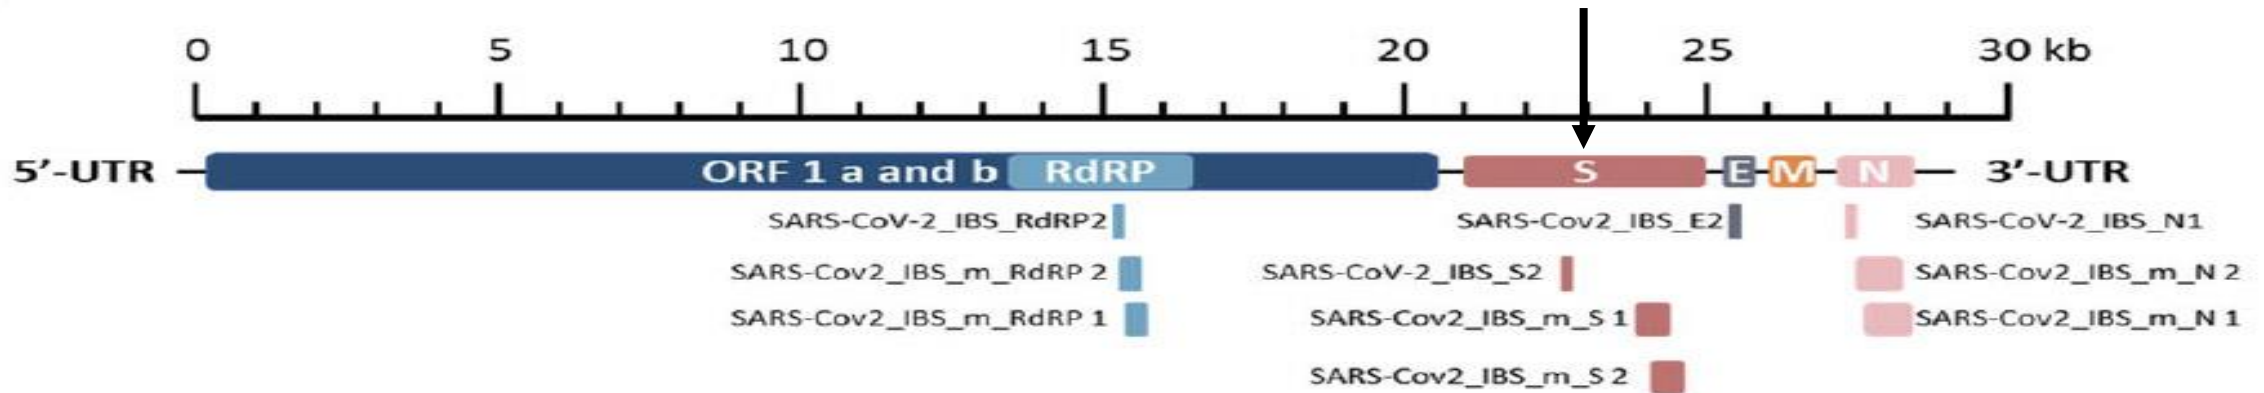 0 5 10 15 20 25 30 kb
5’-UTR ORF 1 a and b RdRP S E M N 3’-UTR
SARS-CoV-2_IBS_RdRP2 SARS-Cov2_IBS_E2 SARS-CoV-2_IBS_N1
SARS-Cov2_IBS_m_RdRP 2 SARS-CoV-2_IBS_S2 SARS-Cov2_IBS_m_N 2
SARS-Cov2_IBS_m_RdRP 1 SARS-Cov2_IBS_m_S 1 SARS-Cov2_IBS_m_N 1
SARS-Cov2_IBS_m_S 2